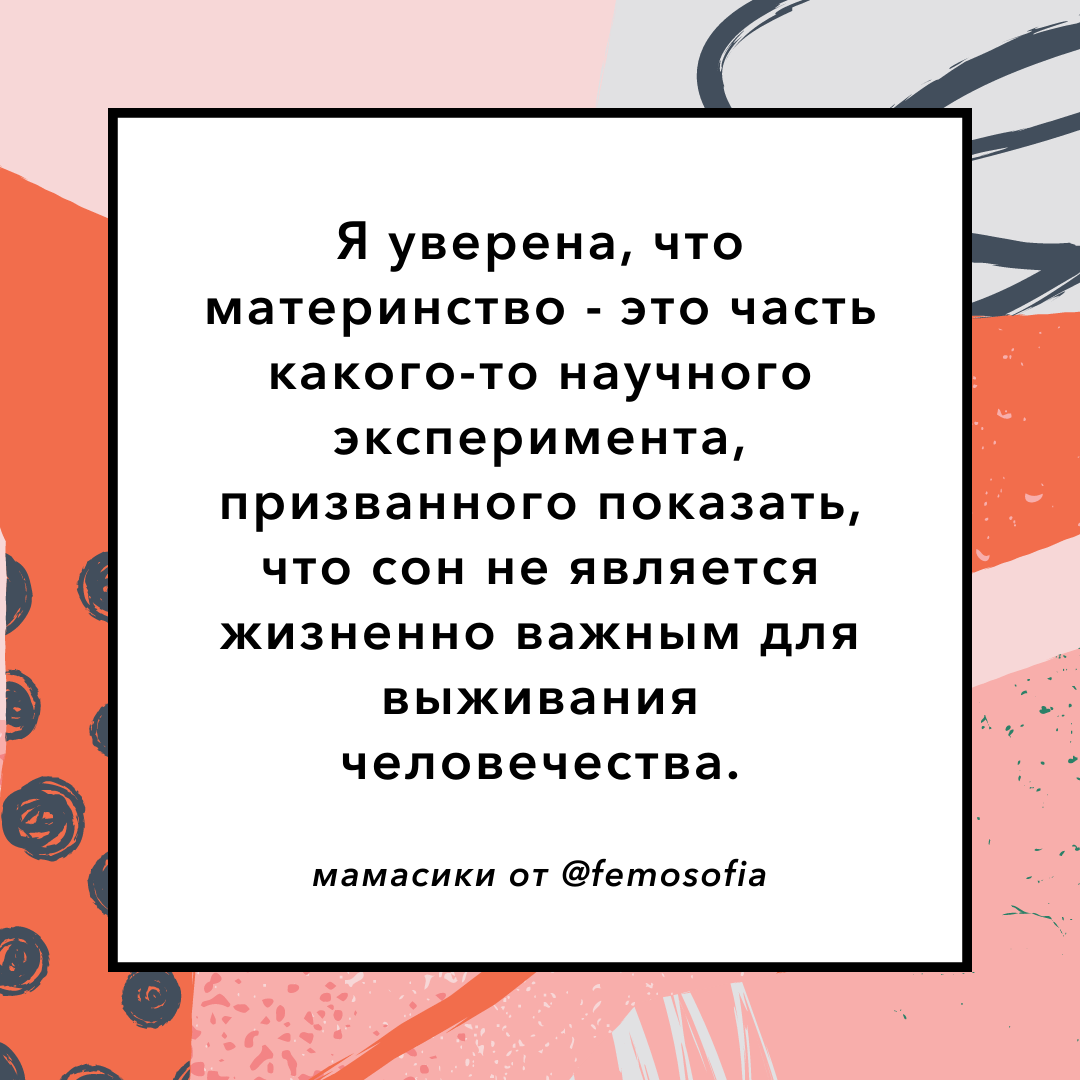 Я уверена, что
материнство - это часть
какого-то научного
эксперимента,
призванного показать,
что сон не является
жизненно важным для
выживания
человечества.
мамасики от @femosofia